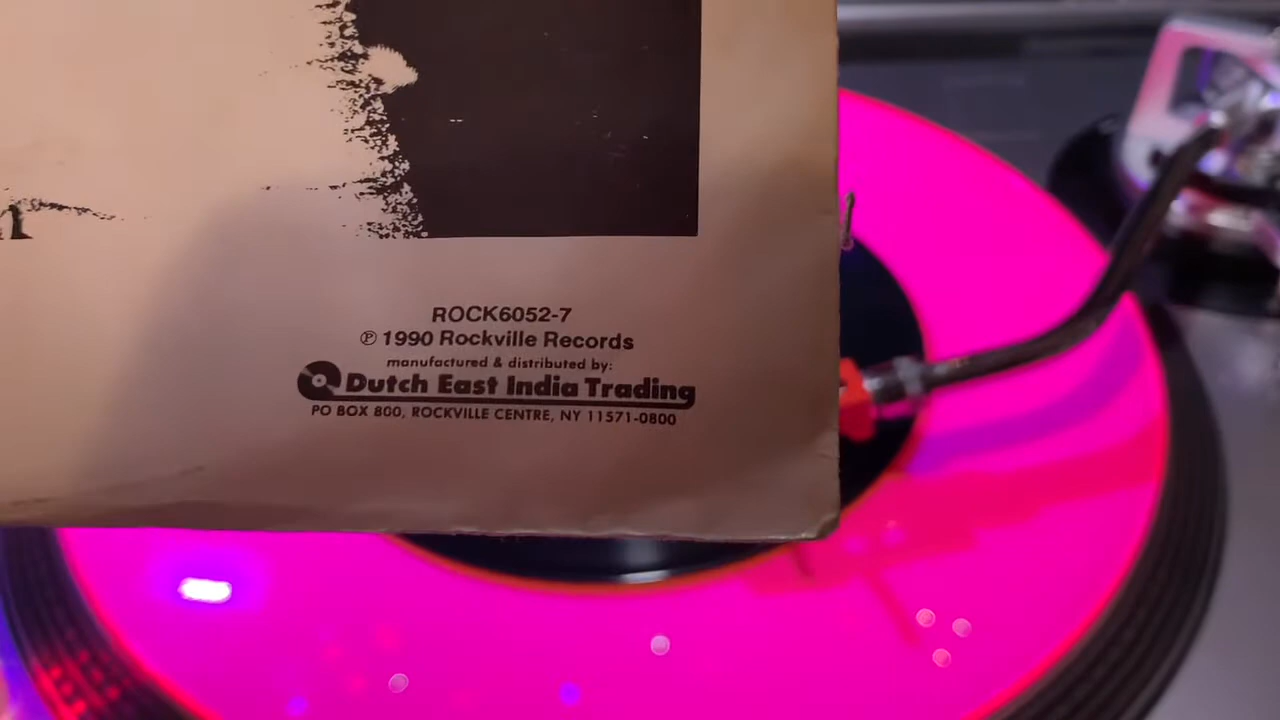 ROCK6052-7
℗ 1990 Rockville Records
manufactured & distributed by:
Dutch East India Trading
PO BOX 800, ROCKVILLE CENTRE, NY 11571-0800